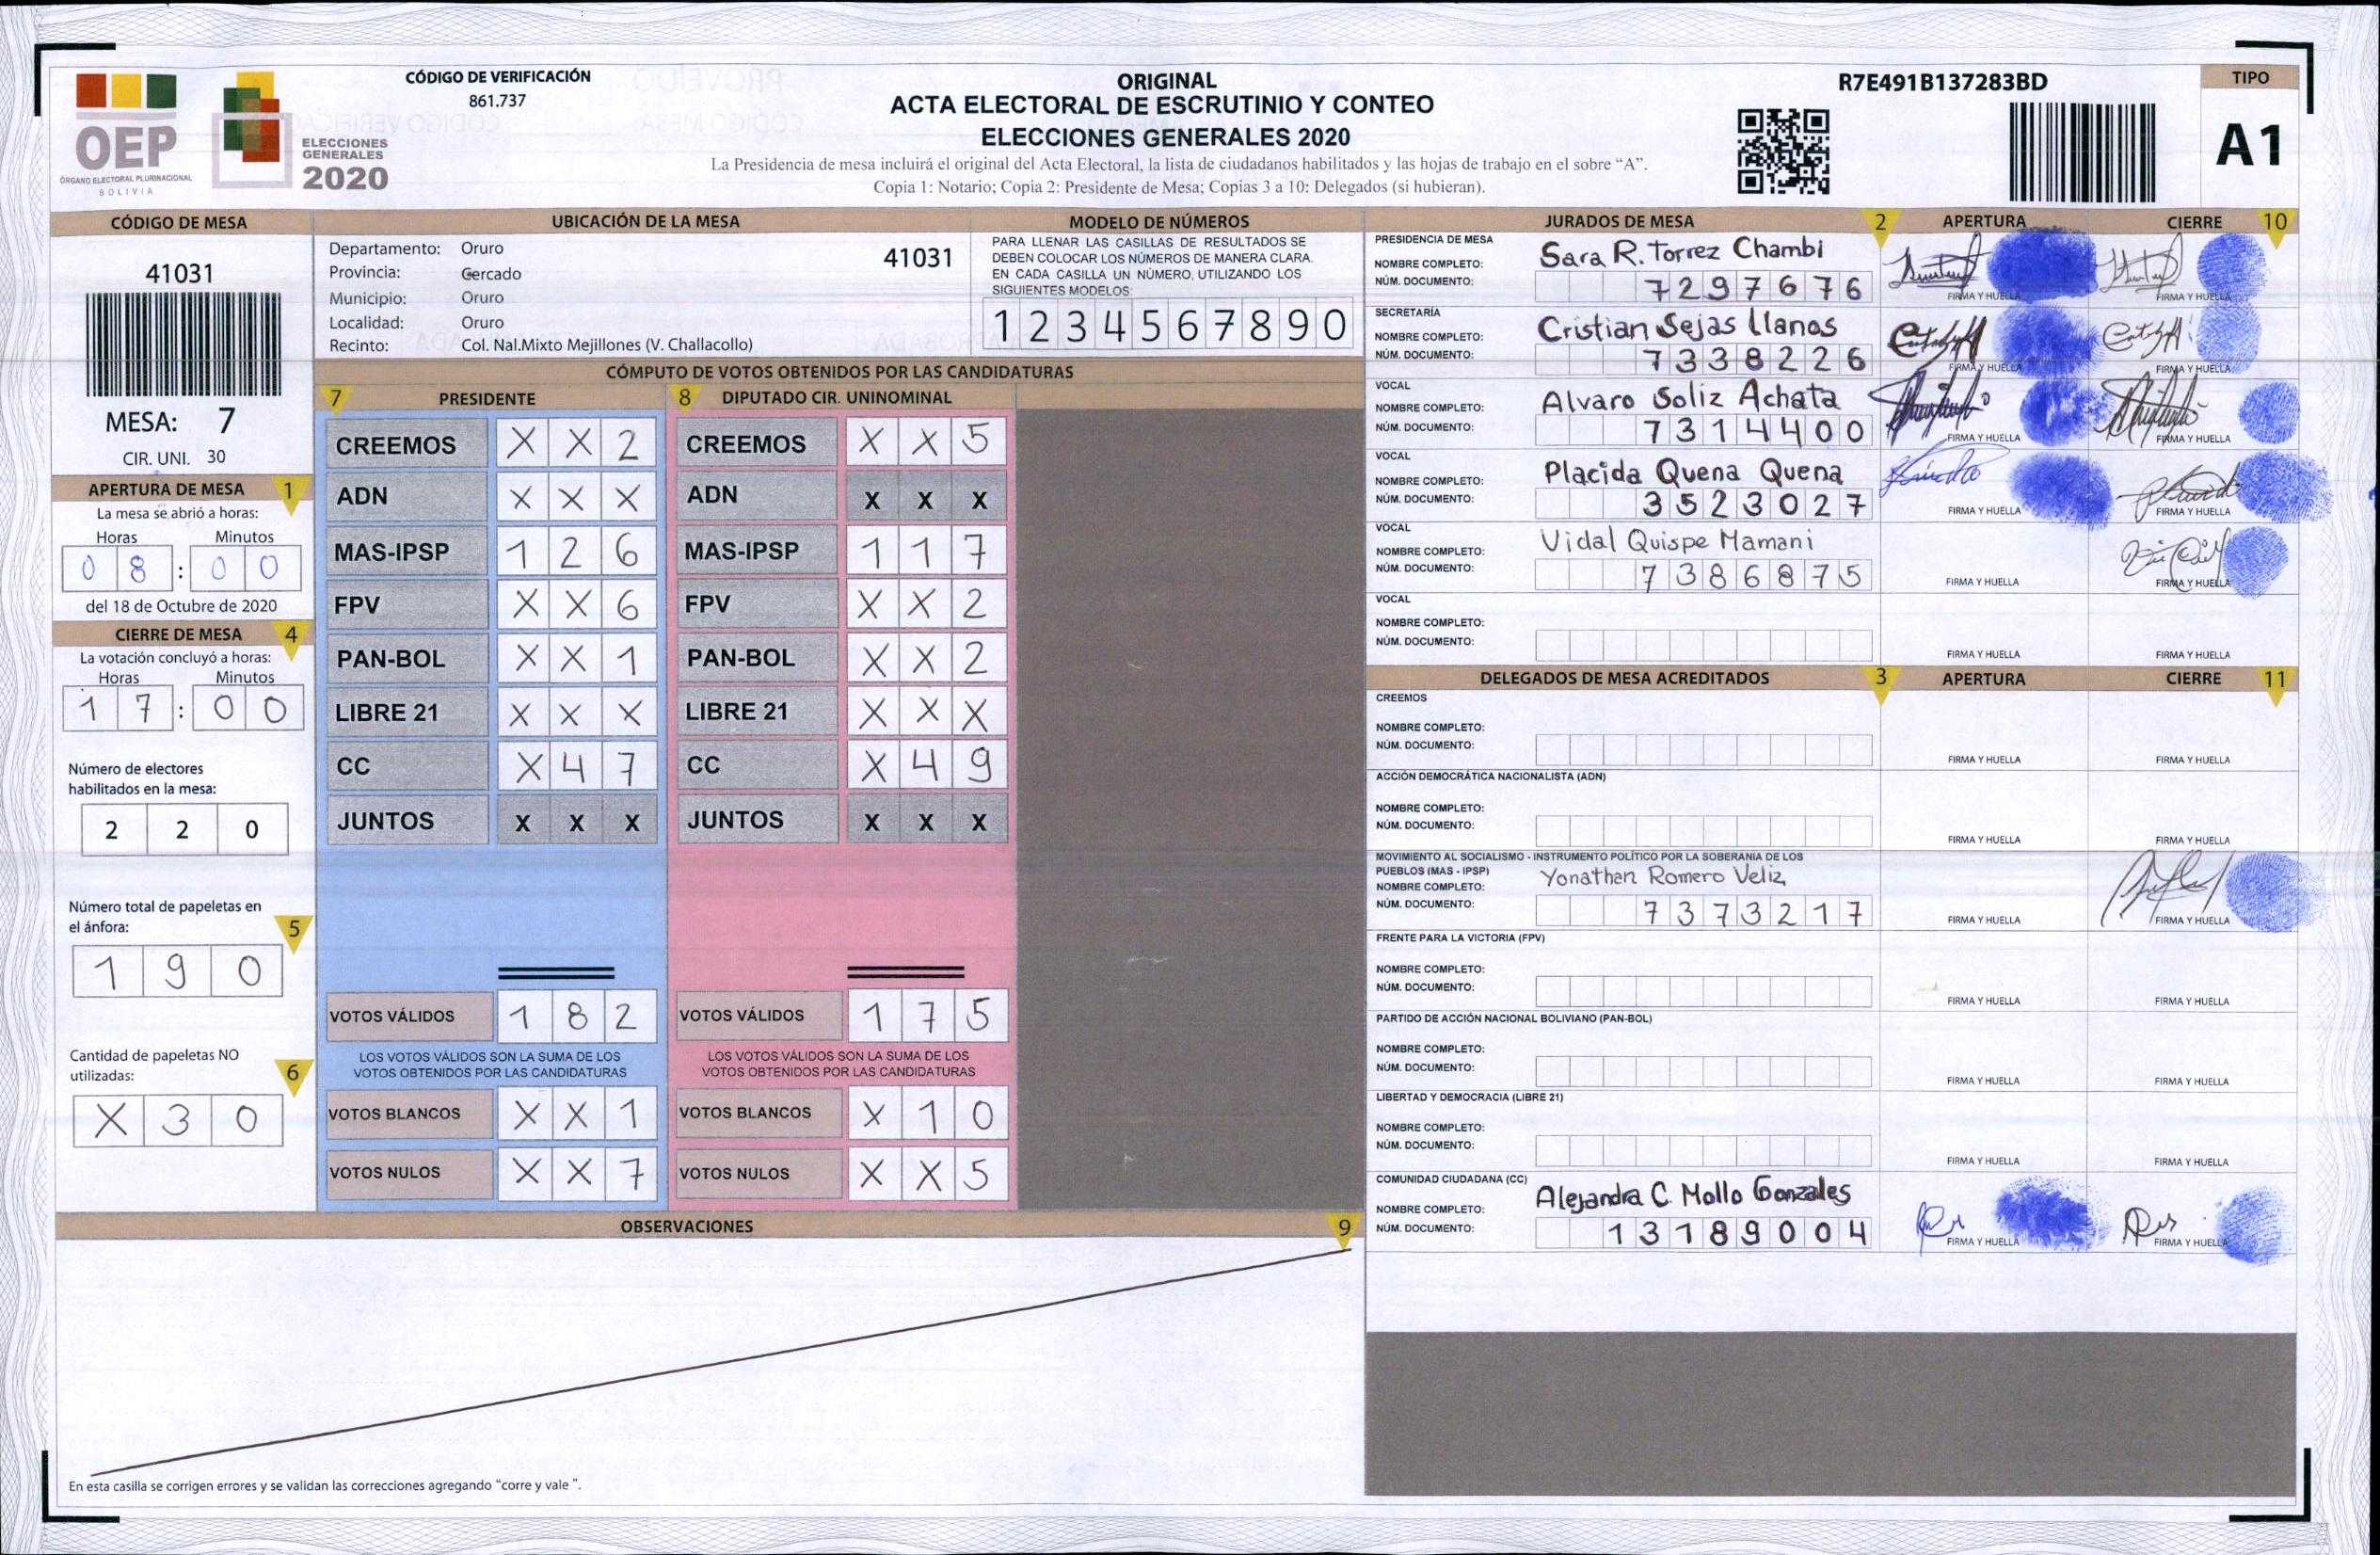 CÓDIGO DE VERIFICACIÓN
861.737
ORIGINAL
ACTA ELECTORAL DE ESCRUTINIO Y CONTEO
ELECCIONES GENERALES 2020
La Presidencia de mesa incluirá el original del Acta Electoral, la lista de ciudadanos habilitados y las hojas de trabajo en el sobre “A”.
Copia 1: Notario; Copia 2: Presidente de Mesa; Copias 3 a 10: Delegados (si hubieran).
R7E491B137283BD
TIPO
A1
OEP
ÓRGANO ELECTORAL PLURINACIONAL
BOLIVIA
ELECCIONES
GENERALES
2020
CÓDIGO DE MESA
41031
MESA: 7
CIR. UNI. 30
APERTURA DE MESA 1
La mesa se abrió a horas:
Horas Minutos
0 8 : 0 0
del 18 de Octubre de 2020
CIERRE DE MESA 4
La votación concluyó a horas:
Horas Minutos
1 7 : 0 0
Número de electores
habilitados en la mesa:
2 2 0
Número total de papeletas en
el ánfora: 5
1 9 0
Cantidad de papeletas NO
utilizadas: 6
X 3 0
UBICACIÓN DE LA MESA
Departamento: Oruro 41031
Provincia: Cercado
Municipio: Oruro
Localidad: Oruro
Recinto: Col. Nal.Mixto Mejillones (V. Challacollo)
MODELO DE NÚMEROS
PARA LLENAR LAS CASILLAS DE RESULTADOS SE
DEBEN COLOCAR LOS NÚMEROS DE MANERA CLARA.
EN CADA CASILLA UN NÚMERO, UTILIZANDO LOS
SIGUIENTES MODELOS:
1 2 3 4 5 6 7 8 9 0
CÓMPUTO DE VOTOS OBTENIDOS POR LAS CANDIDATURAS
7 PRESIDENTE
CREEMOS X X 2
ADN X X X
MAS-IPSP 1 2 6
FPV X X 6
PAN-BOL X X 1
LIBRE 21 X X X
CC X 4 7
JUNTOS X X X
VOTOS VÁLIDOS 1 8 2
LOS VOTOS VÁLIDOS SON LA SUMA DE LOS
VOTOS OBTENIDOS POR LAS CANDIDATURAS
VOTOS BLANCOS X X 1
VOTOS NULOS X X 7
8 DIPUTADO CIR. UNINOMINAL
CREEMOS X X 5
ADN X X X
MAS-IPSP 1 1 7
FPV X X 2
PAN-BOL X X 2
LIBRE 21 X X X
CC X 4 9
JUNTOS X X X
VOTOS VÁLIDOS 1 7 5
LOS VOTOS VÁLIDOS SON LA SUMA DE LOS
VOTOS OBTENIDOS POR LAS CANDIDATURAS
VOTOS BLANCOS X 1 0
VOTOS NULOS X X 5
OBSERVACIONES 9
En esta casilla se corrigen errores y se validan las correcciones agregando “corre y vale ”.
JURADOS DE MESA 2 APERTURA CIERRE 10
PRESIDENCIA DE MESA
NOMBRE COMPLETO: Sara R. Torrez Chambi
NÚM. DOCUMENTO: 7297676
FIRMA Y HUELLA FIRMA Y HUELLA
SECRETARÍA
NOMBRE COMPLETO: Cristian Sejas Llanos
NÚM. DOCUMENTO: 7338226
FIRMA Y HUELLA FIRMA Y HUELLA
VOCAL
NOMBRE COMPLETO: Alvaro Soliz Achata
NÚM. DOCUMENTO: 7314400
FIRMA Y HUELLA FIRMA Y HUELLA
VOCAL
NOMBRE COMPLETO: Placida Quena Quena
NÚM. DOCUMENTO: 3523027
FIRMA Y HUELLA FIRMA Y HUELLA
VOCAL
NOMBRE COMPLETO: Vidal Quispe Mamani
NÚM. DOCUMENTO: 7386875
FIRMA Y HUELLA FIRMA Y HUELLA
VOCAL
NOMBRE COMPLETO:
NÚM. DOCUMENTO:
FIRMA Y HUELLA FIRMA Y HUELLA
DELEGADOS DE MESA ACREDITADOS 3 APERTURA CIERRE 11
CREEMOS
NOMBRE COMPLETO:
NÚM. DOCUMENTO:
FIRMA Y HUELLA FIRMA Y HUELLA
ACCIÓN DEMOCRÁTICA NACIONALISTA (ADN)
NOMBRE COMPLETO:
NÚM. DOCUMENTO:
FIRMA Y HUELLA FIRMA Y HUELLA
MOVIMIENTO AL SOCIALISMO - INSTRUMENTO POLÍTICO POR LA SOBERANIA DE LOS
PUEBLOS (MAS - IPSP)
NOMBRE COMPLETO: Yonathan Romero Veliz
NÚM. DOCUMENTO: 7373217
FIRMA Y HUELLA FIRMA Y HUELLA
FRENTE PARA LA VICTORIA (FPV)
NOMBRE COMPLETO:
NÚM. DOCUMENTO:
FIRMA Y HUELLA FIRMA Y HUELLA
PARTIDO DE ACCIÓN NACIONAL BOLIVIANO (PAN-BOL)
NOMBRE COMPLETO:
NÚM. DOCUMENTO:
FIRMA Y HUELLA FIRMA Y HUELLA
LIBERTAD Y DEMOCRACIA (LIBRE 21)
NOMBRE COMPLETO:
NÚM. DOCUMENTO:
FIRMA Y HUELLA FIRMA Y HUELLA
COMUNIDAD CIUDADANA (CC)
NOMBRE COMPLETO: Alejandra C. Mollo Gonzales
NÚM. DOCUMENTO: 13189004
FIRMA Y HUELLA FIRMA Y HUELLA